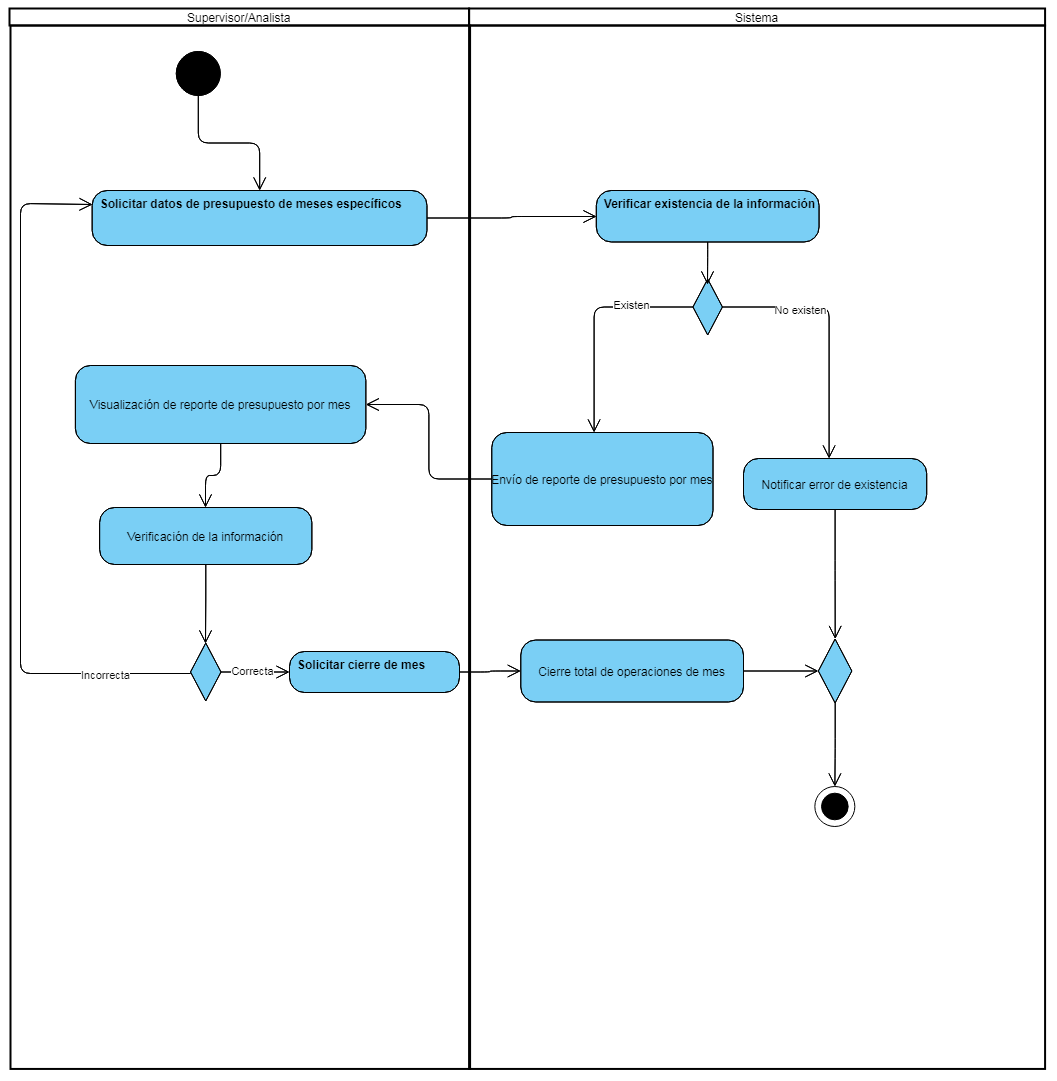 Supervisor/Analista
Sistema
Solicitar datos de presupuesto de meses específicos
Verificar existencia de la información
Existen
No existen
Visualización de reporte de presupuesto por mes
Envío de reporte de presupuesto por mes
Notificar error de existencia
Verificación de la información
Incorrecta
Correcta
Solicitar cierre de mes
Cierre total de operaciones de mes